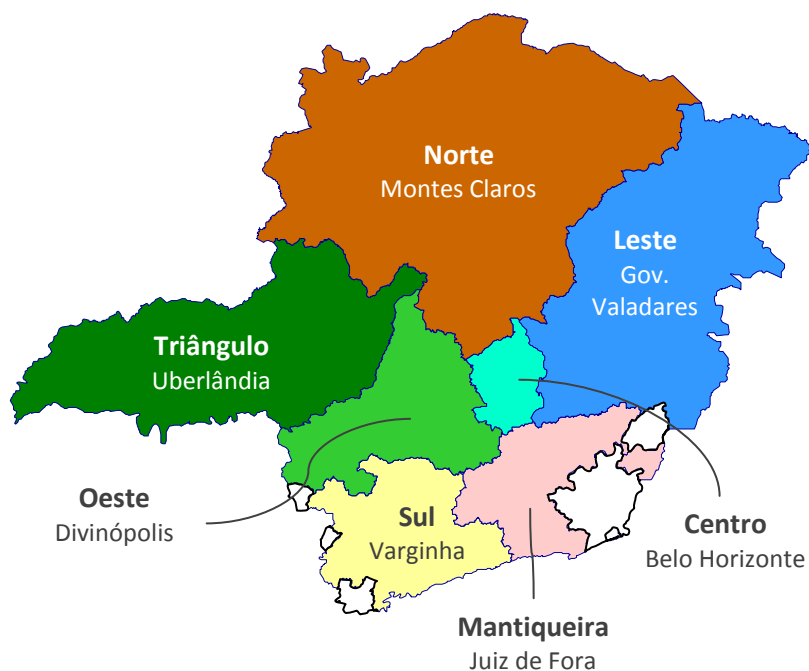 Norte
Montes Claros
Leste
Gov.
Valadares
Triângulo
Uberlândia
Oeste
Divinópolis
Sul
Varginha
Centro
Belo Horizonte
Mantiqueira
Juiz de Fora